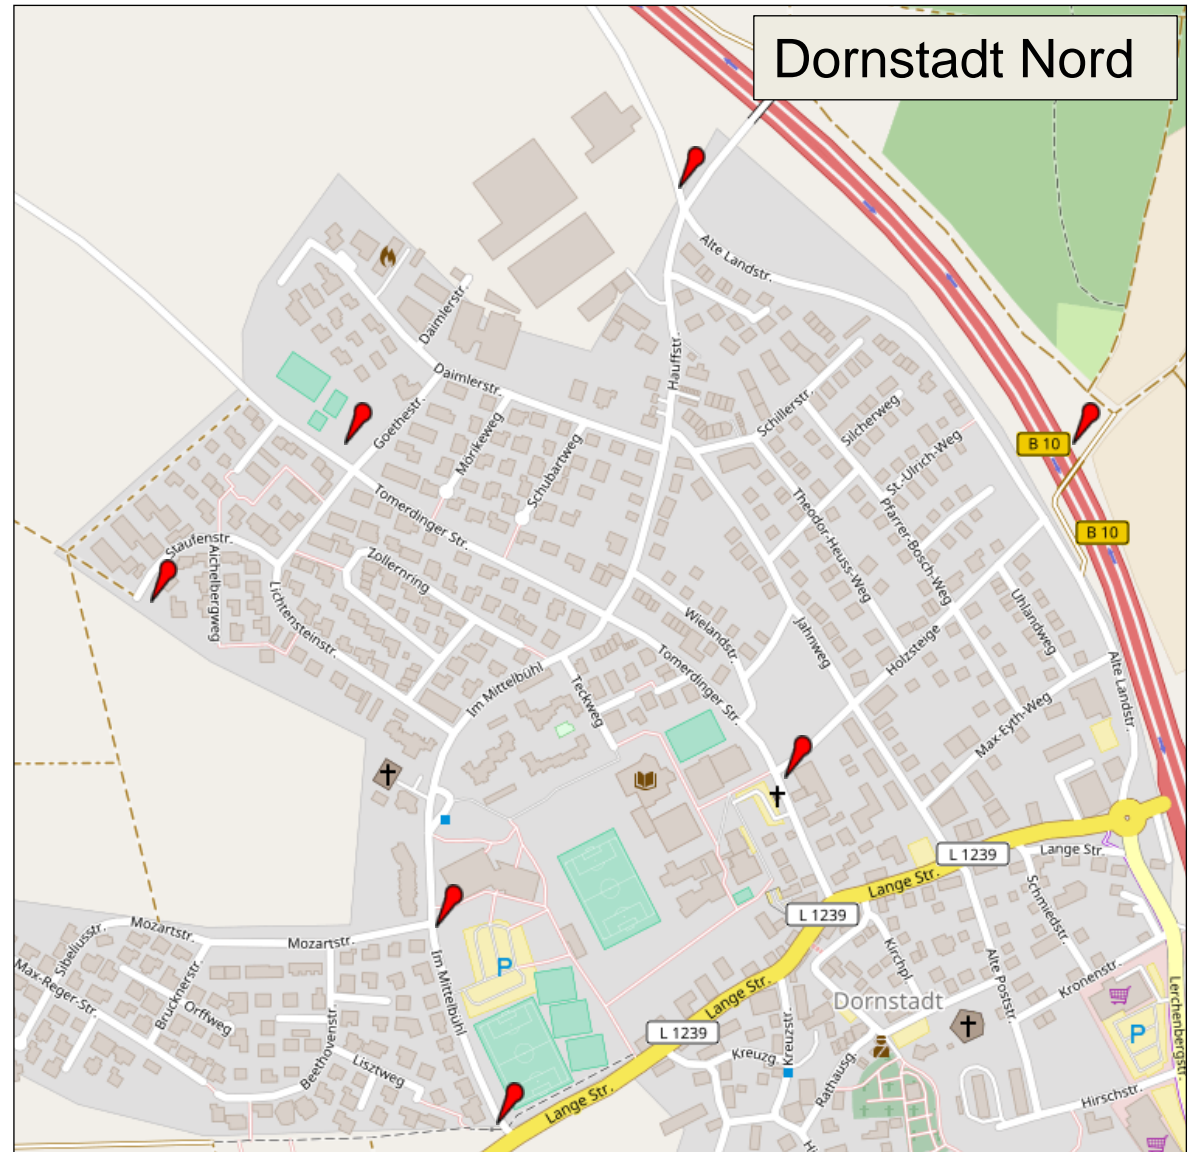 Dornstadt Nord
Alte Landstr.
Daimlerstr.
Hauffstr.
Daimlerstr.
Goethestr.
Mörikeweg
Schubartweg
Schillerstr.
Silcherweg
St.-Ulrich-Weg
B 10
B 10
Tomerdinger Str.
Theodor-Heuss-Weg
Pfarrer-Bosch-Weg
Staufenstr.
Aichelbergweg
Zollernring
Lichtensteinstr.
Uhlandweg
Wielandstr.
Jahnweg
Holzsteige
Tomerdinger Str.
Im Mittelbühl
Teckweg
Alte Landstr.
Max-Eyth-Weg
L 1239
Lange Str.
Lange Str.
L 1239
Schmiedstr.
Mozartstr.
Mozartstr.
Sibeliusstr.
Max-Reger-Str.
Brucknerstr.
Orffweg
Im Mittelbühl
P
Kirchpl.
Alte Poststr.
Kronenstr.
Lange Str.
Dornstadt
Lerchenbergstr.
P
L 1239
Beethovenstr.
Lisztweg
Kreuzg.
Kreuzstr.
Rathausg.
Lange Str.
Hirschstr.